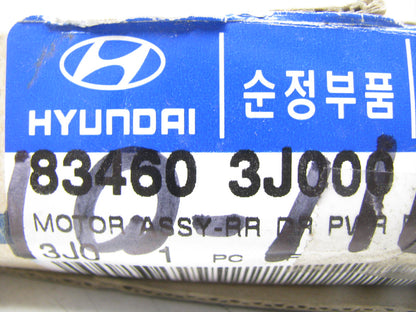 HYUNDAI
순정부품
83460 3J000
MOTOR ASSY-RR DR PWR
3J0 1 PC